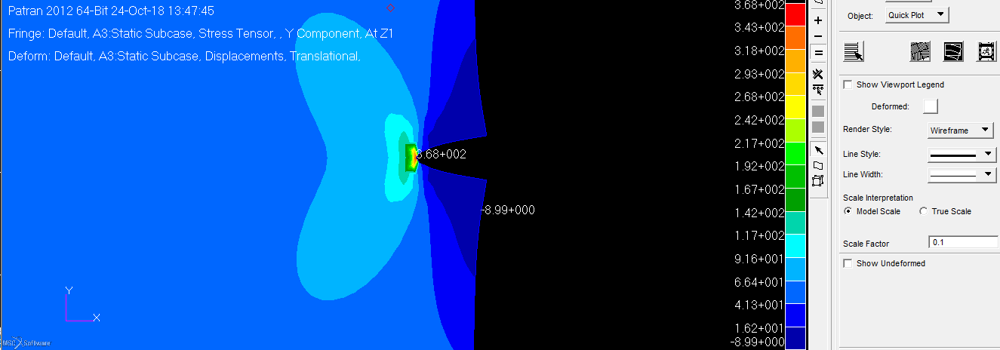 Patran 2012 64-Bit 24-Oct-18 13:47:45
Fringe: Default, A3:Static Subcase, Stress Tensor, , Y Component, At Z1
Deform: Default, A3:Static Subcase, Displacements, Translational,
3.68+002
-8.99+000
Y
X
MSC Software
3.68+002
3.43+002
3.18+002
2.93+002
2.68+002
2.42+002
2.17+002
1.92+002
1.67+002
1.42+002
1.17+002
9.16+001
6.64+001
4.13+001
1.62+001
-8.99+000
Object: Quick Plot
Show Viewport Legend
Deformed:
Render Style: Wireframe
Line Style:
Line Width:
Scale Interpretation
Model Scale True Scale
Scale Factor 0.1
Show Undeformed